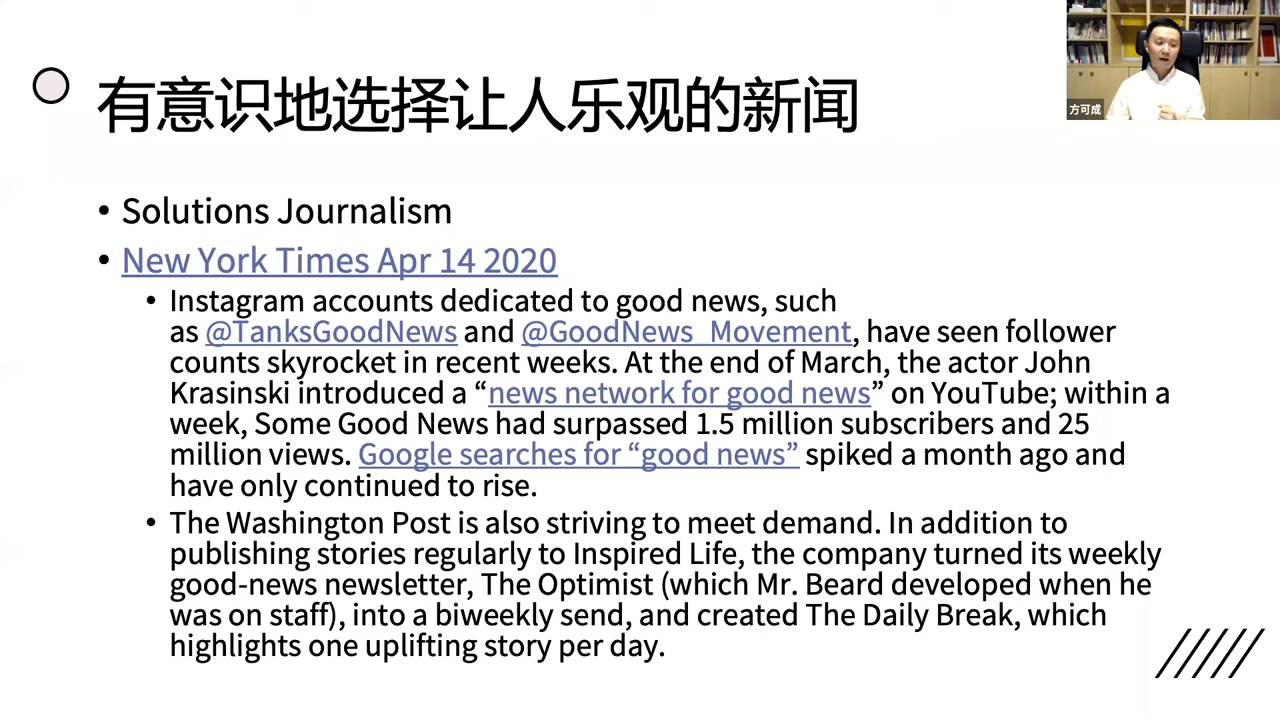 有意识地选择让人乐观的新闻
方可成
• Solutions Journalism
• New York Times Apr 14 2020
• Instagram accounts dedicated to good news, such
as @TanksGoodNews and @GoodNews_Movement, have seen follower
counts skyrocket in recent weeks. At the end of March, the actor John
Krasinski introduced a “news network for good news” on YouTube; within a
week, Some Good News had surpassed 1.5 million subscribers and 25
million views. Google searches for “good news” spiked a month ago and
have only continued to rise.
• The Washington Post is also striving to meet demand. In addition to
publishing stories regularly to Inspired Life, the company turned its weekly
good-news newsletter, The Optimist (which Mr. Beard developed when he
was on staff), into a biweekly send, and created The Daily Break, which
highlights one uplifting story per day.